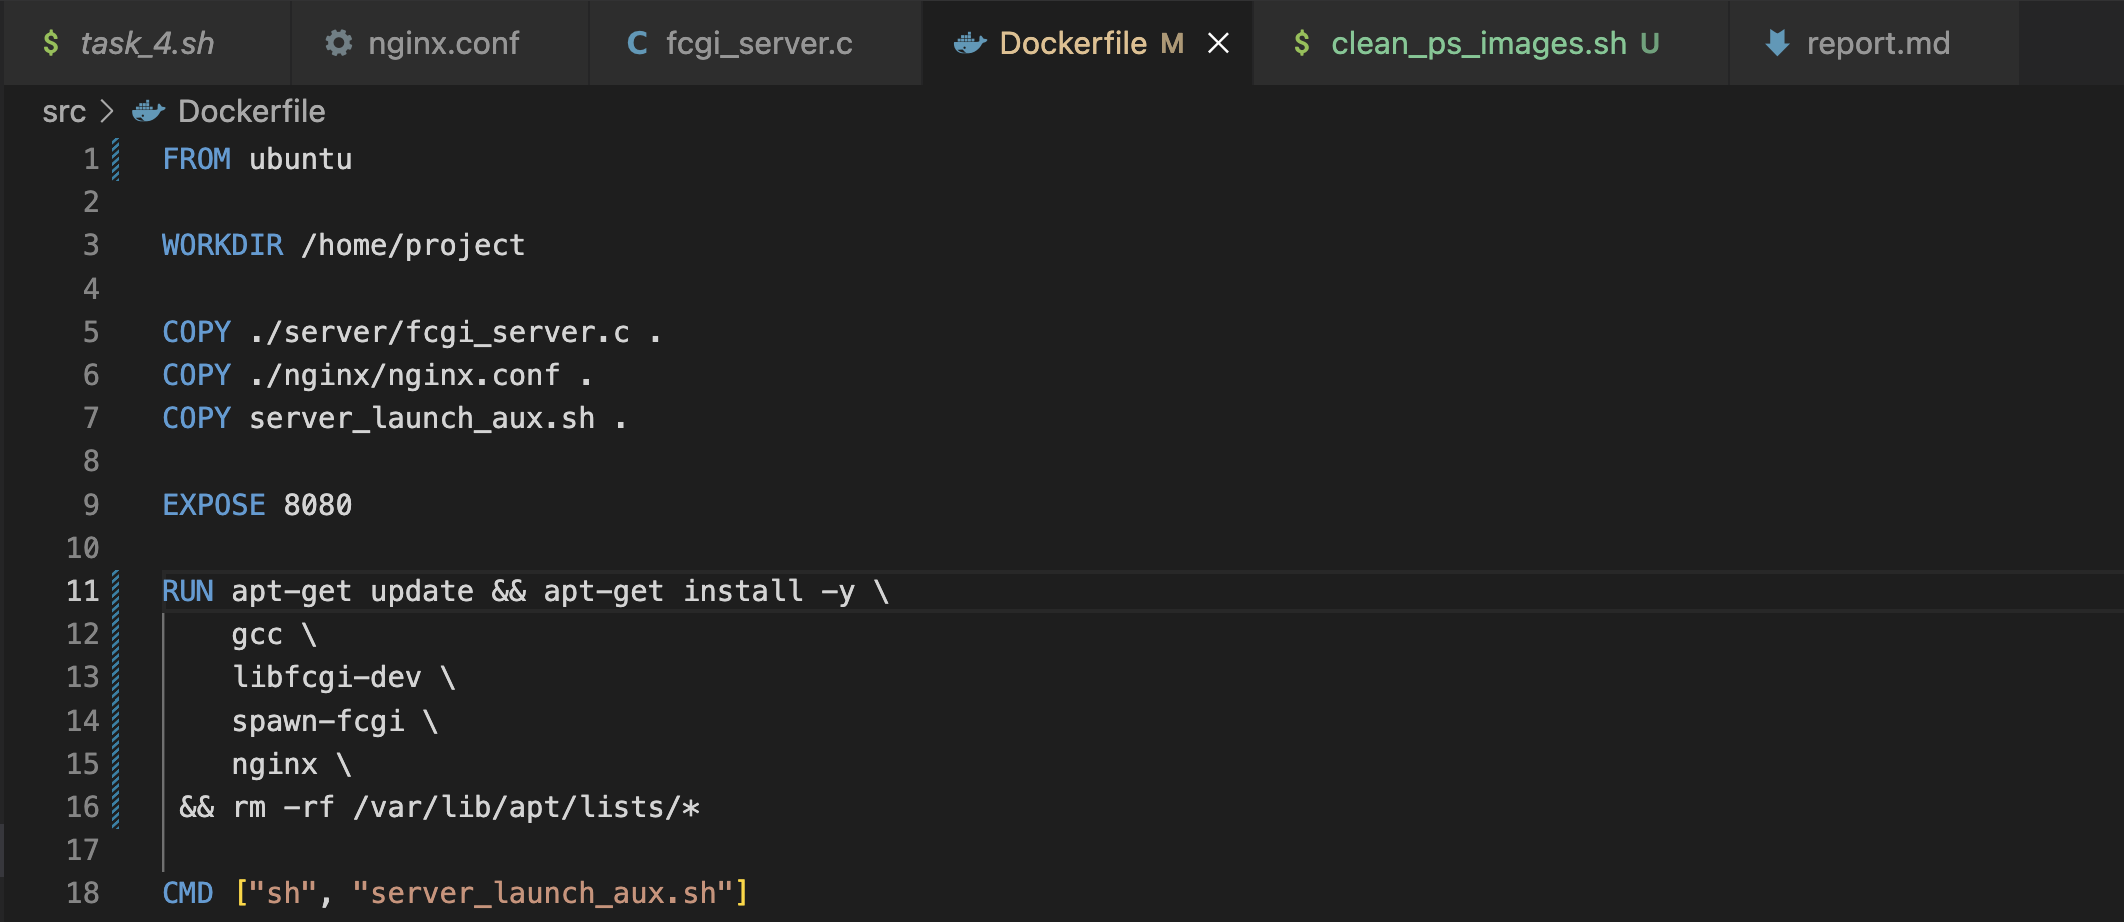 $ task_4.sh nginx.conf C fcgi_server.c Dockerfile M $ clean_ps_images.sh U report.md
src > Dockerfile
1 FROM ubuntu
2
3 WORKDIR /home/project
4
5 COPY ./server/fcgi_server.c .
6 COPY ./nginx/nginx.conf .
7 COPY server_launch_aux.sh .
8
9 EXPOSE 8080
10
11 RUN apt-get update && apt-get install -y \
12 gcc \
13 libfcgi-dev \
14 spawn-fcgi \
15 nginx \
16 && rm -rf /var/lib/apt/lists/*
17
18 CMD ["sh", "server_launch_aux.sh"]